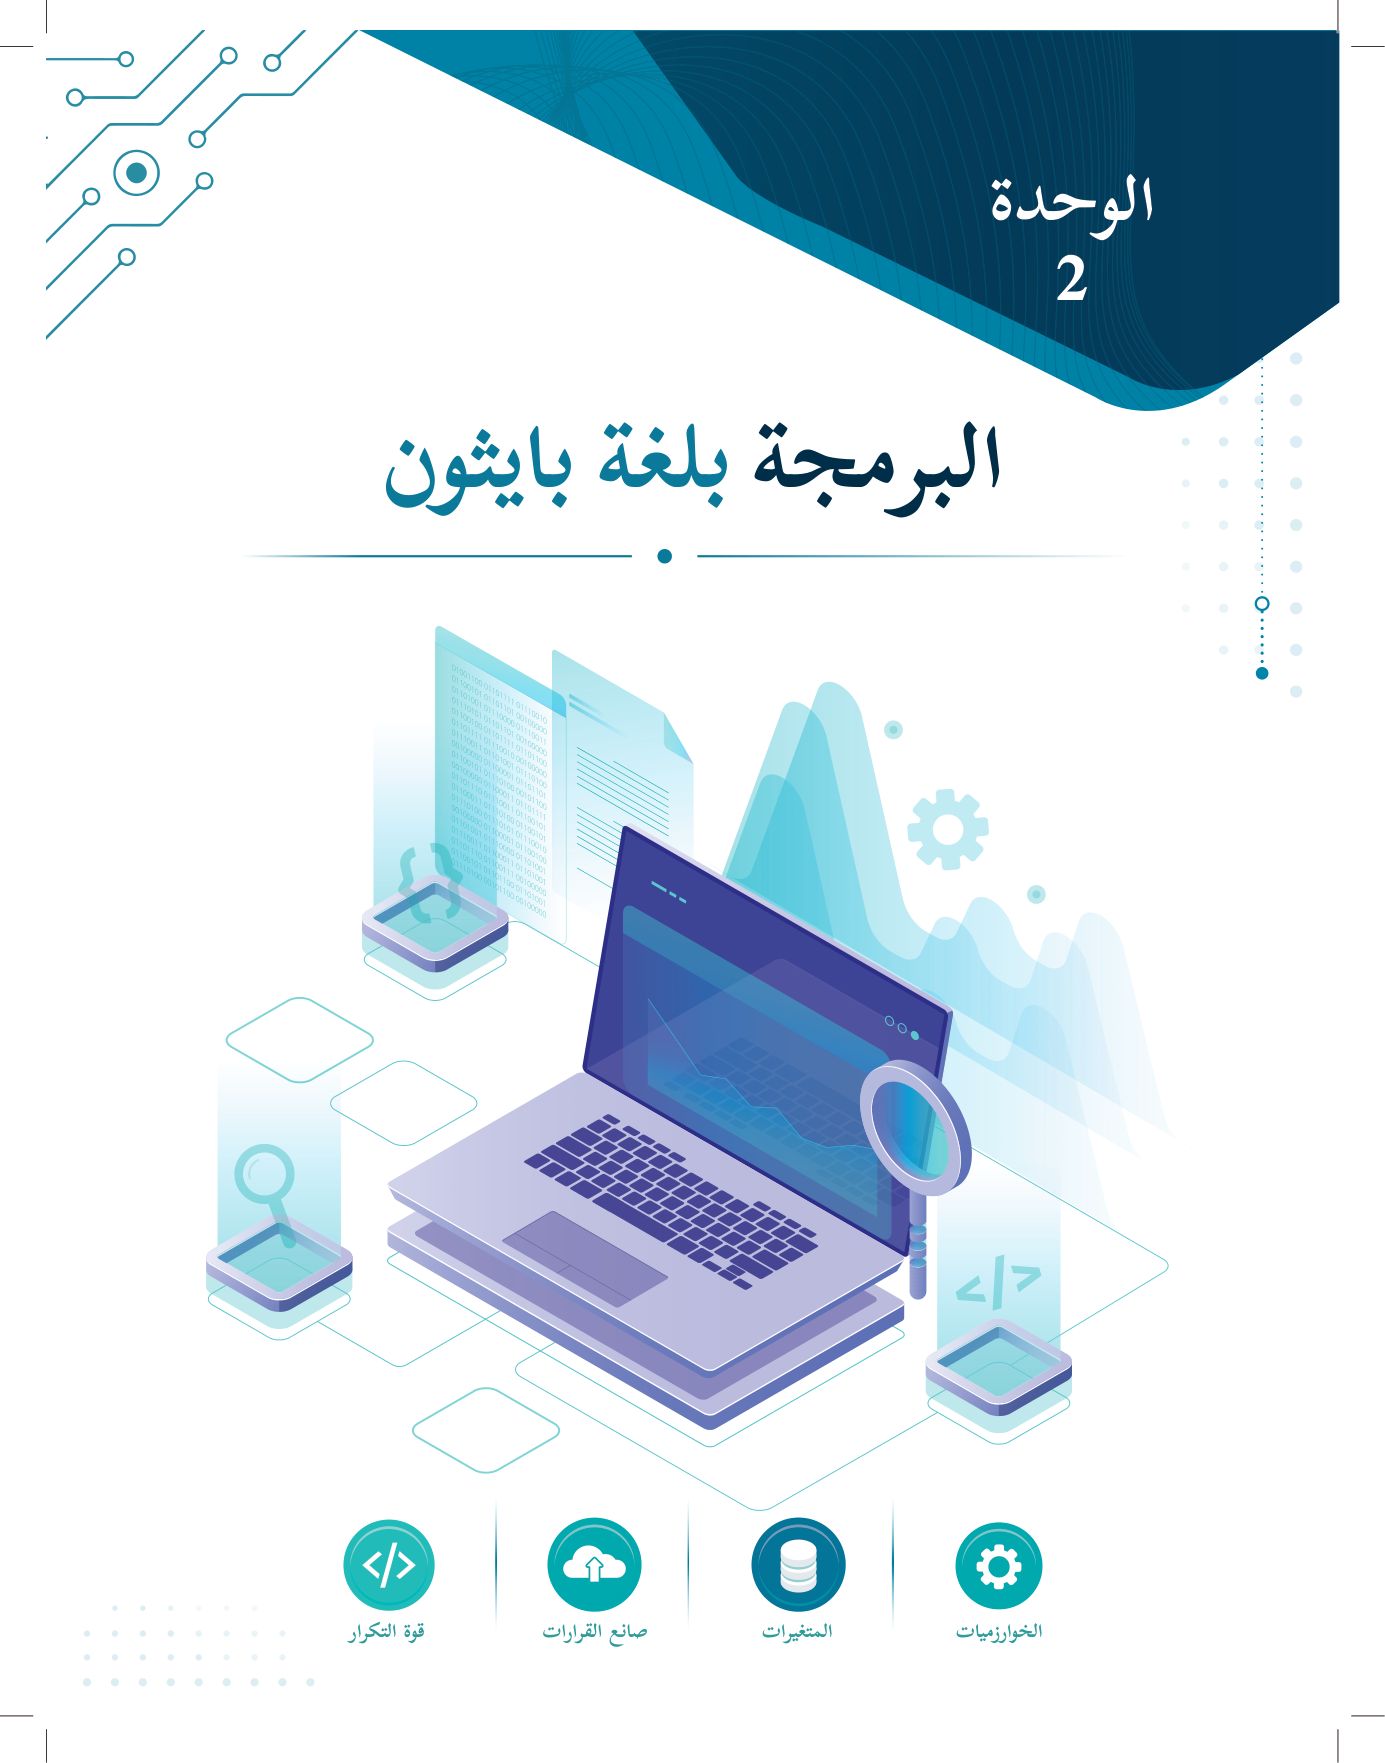 الوحدة
2
البرمجة بلغة بايثون
الخوارزميات
المتغيرات
صانع القرارات
قوة التكرار